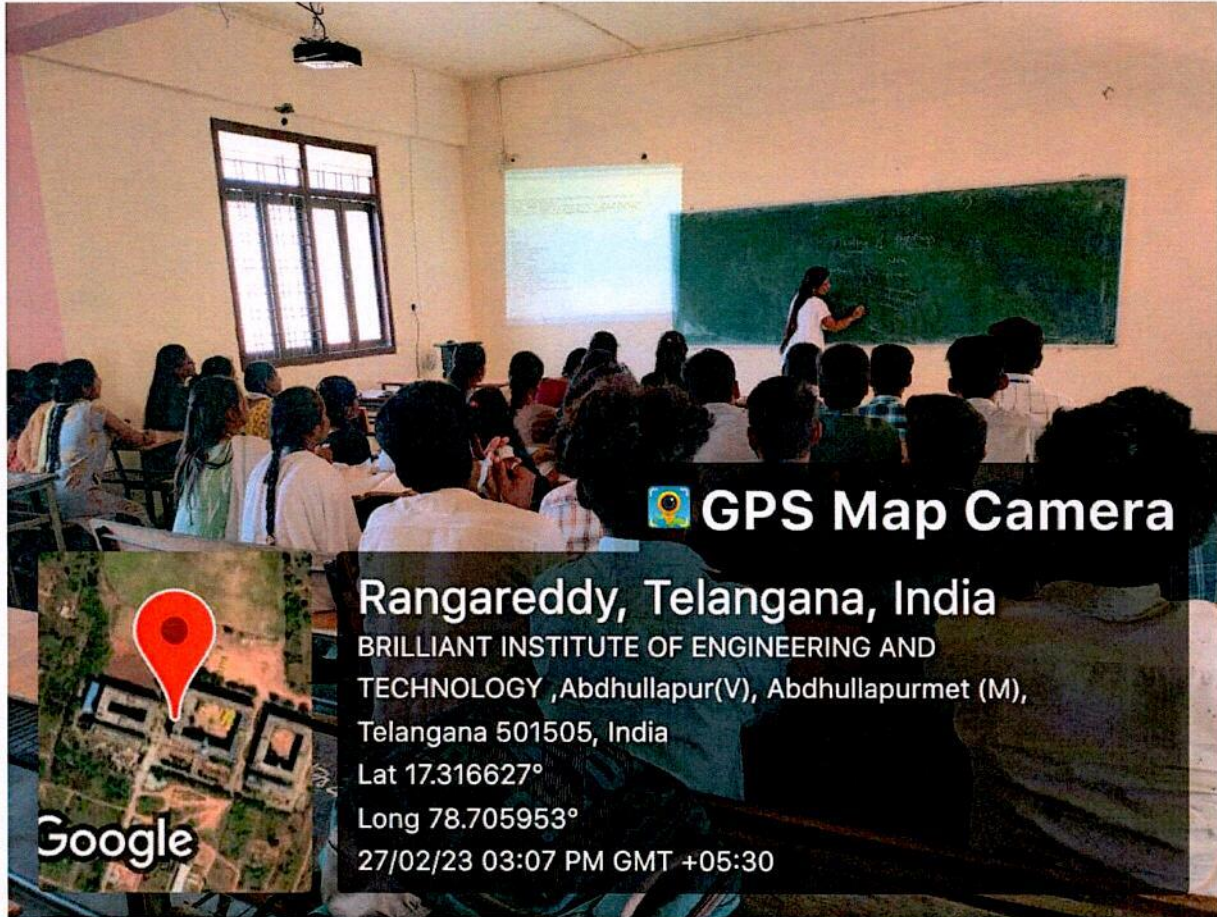 GPS Map Camera
Rangareddy, Telangana, India
BRILLIANT INSTITUTE OF ENGINEERING AND
TECHNOLOGY ,Abdhullapur(V), Abdhullapurmet (M),
Telangana 501505, India
Lat 17.316627°
Long 78.705953°
27/02/23 03:07 PM GMT +05:30
Google